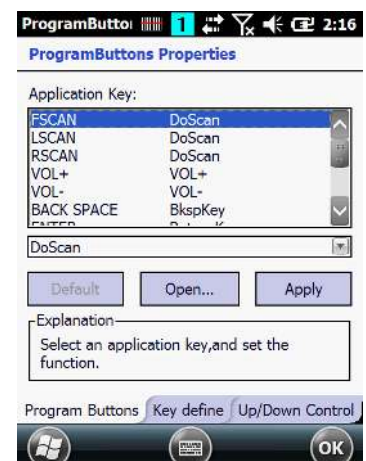 ProgramButto 1 2:16
ProgramButtons Properties
Application Key:
FSCAN DoScan
LSCAN DoScan
RSCAN DoScan
VOL+ VOL+
VOL- VOL-
BACK SPACE BkspKey
DoScan
Default Open... Apply
Explanation
Select an application key,and set the
function.
Program Buttons Key define Up/Down Control
OK